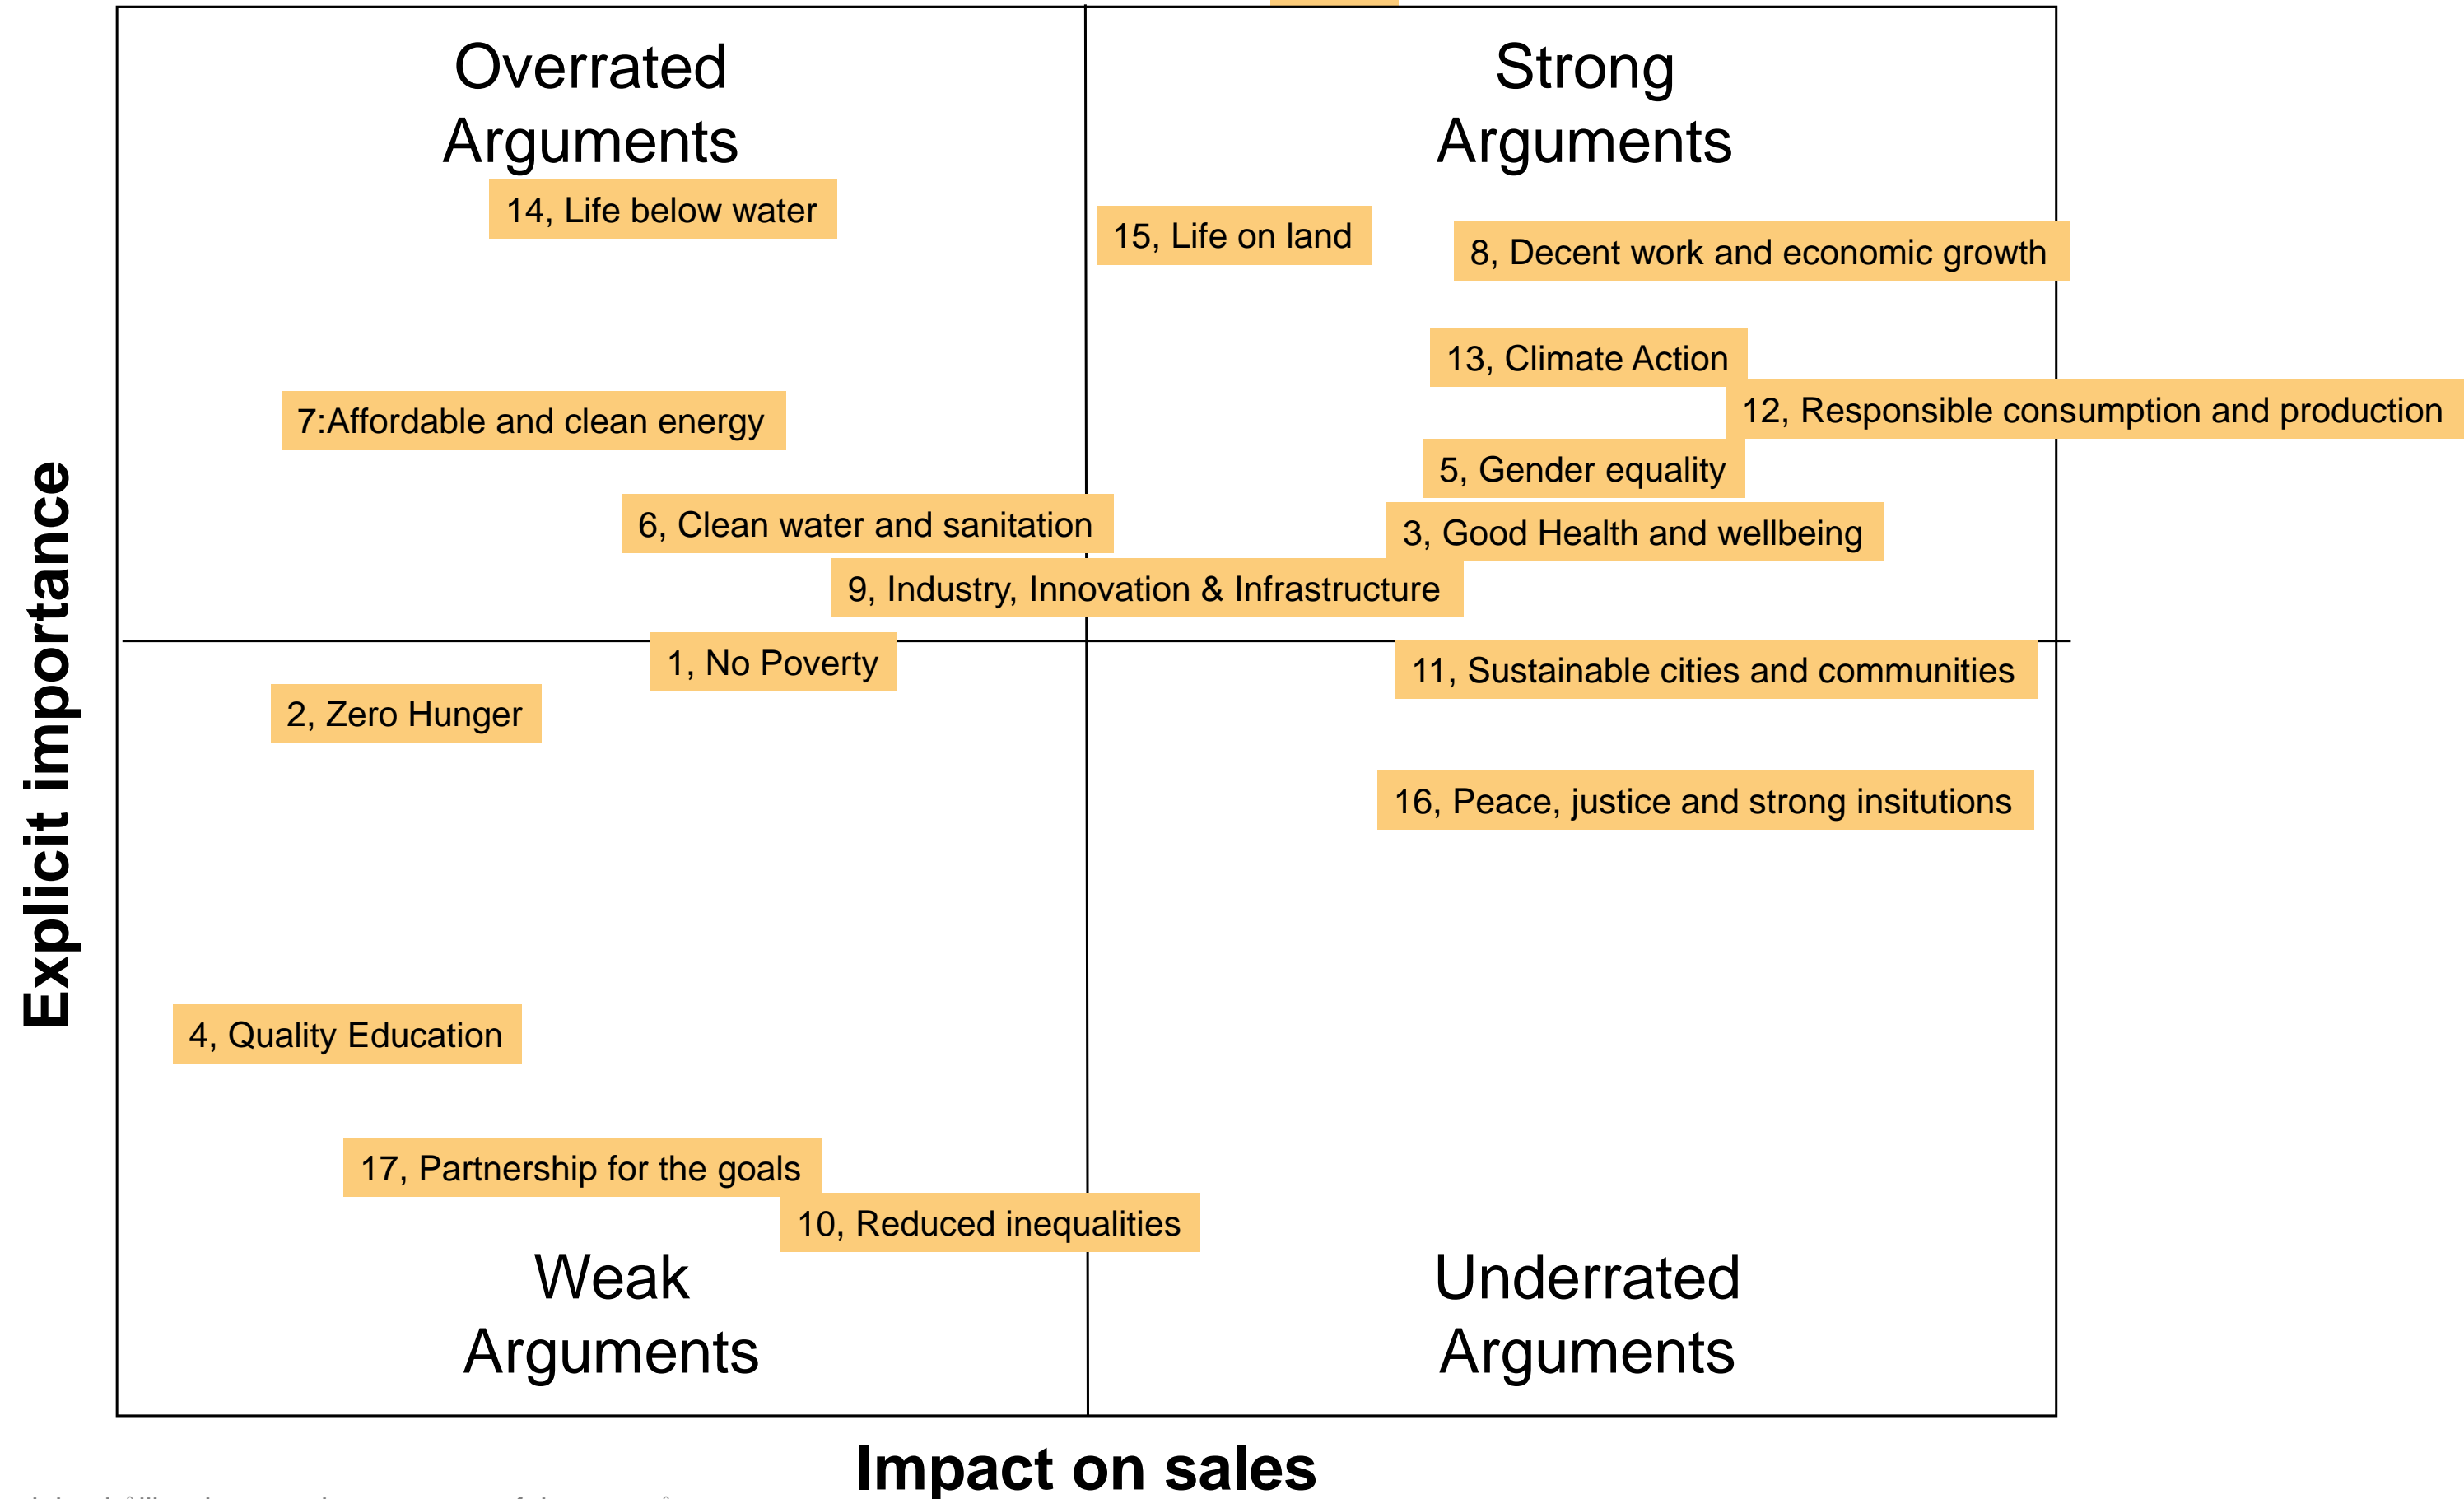 Overrated
Arguments
Strong
Arguments
14, Life below water
15, Life on land
8, Decent work and economic growth
13, Climate Action
7:Affordable and clean energy
12, Responsible consumption and production
5, Gender equality
6, Clean water and sanitation
3, Good Health and wellbeing
9, Industry, Innovation & Infrastructure
Explicit importance
1, No Poverty
11, Sustainable cities and communities
2, Zero Hunger
16, Peace, justice and strong insitutions
4, Quality Education
17, Partnership for the goals
10, Reduced inequalities
Weak
Arguments
Underrated
Arguments
Impact on sales